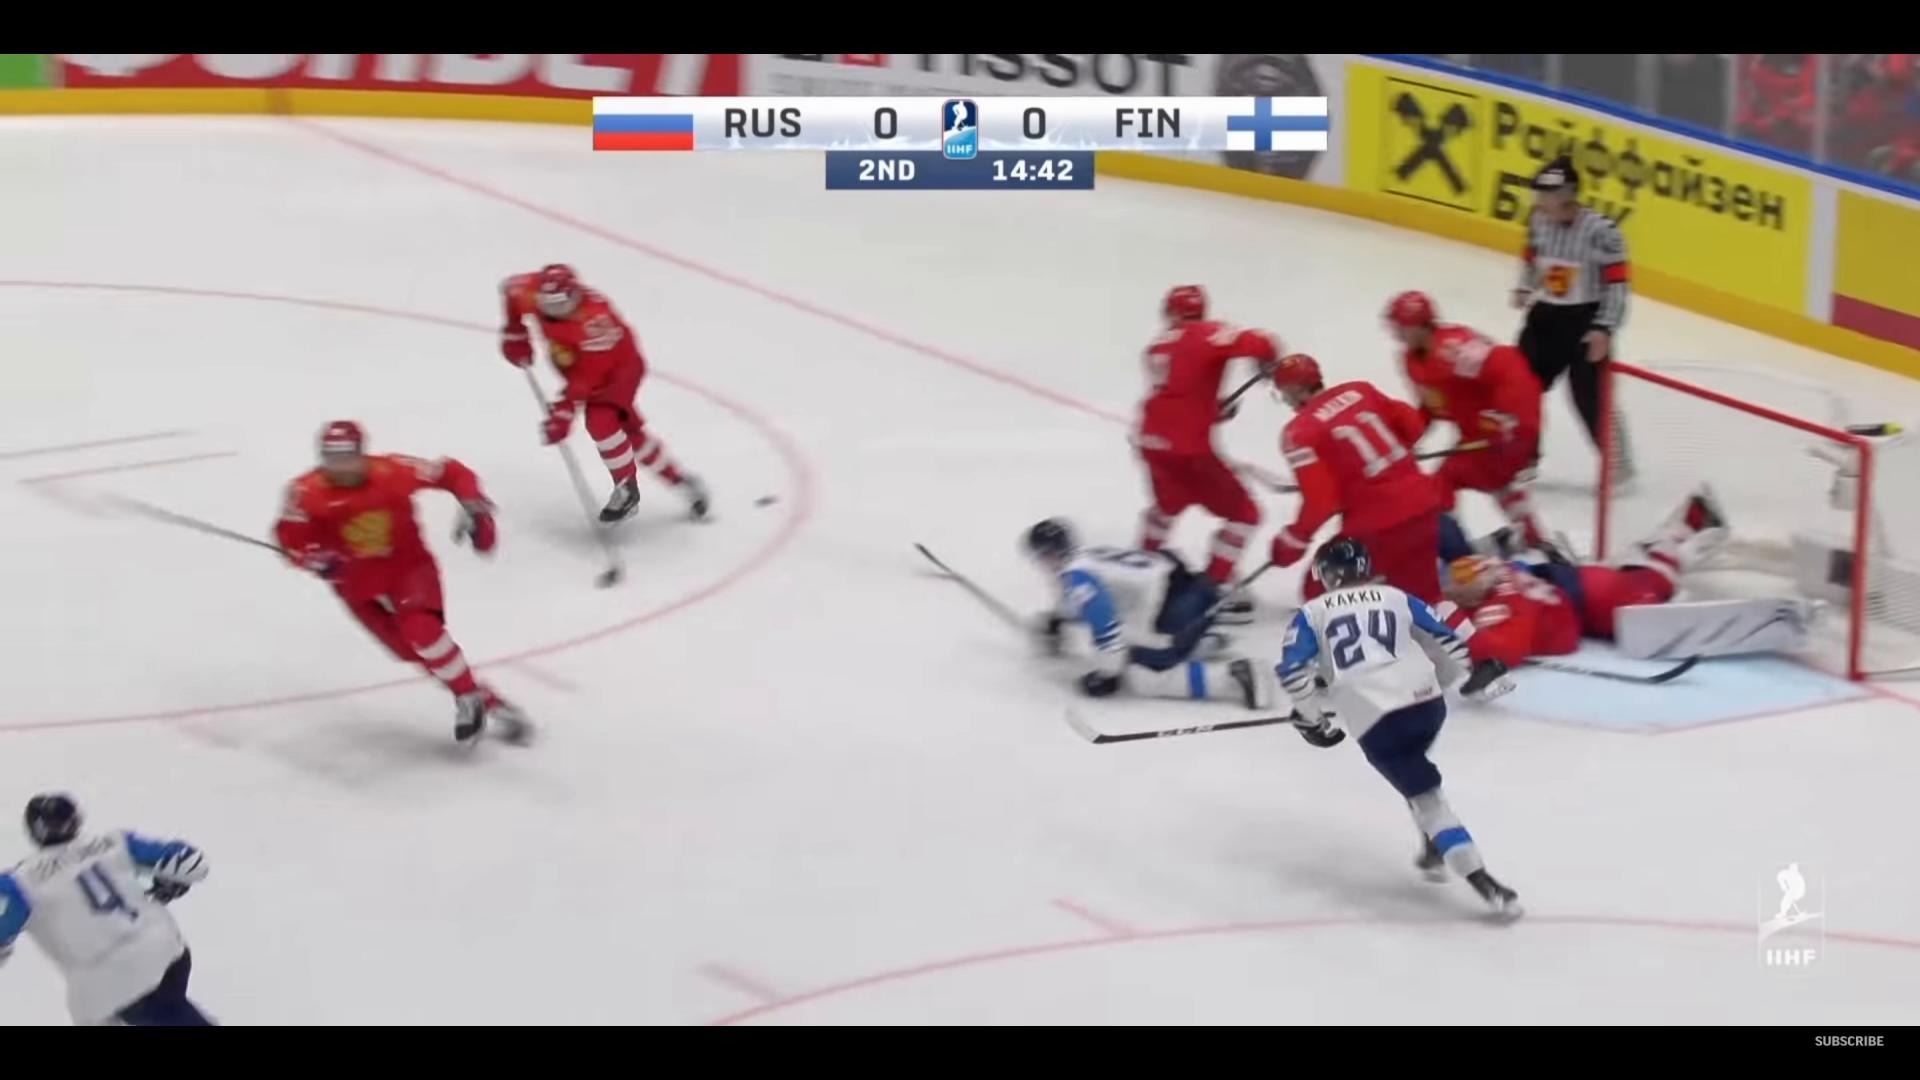 TISSOT
RUS 0 IIHF 0 FIN
2ND 14:42
Райффайзен
БАНК
MALKIN
11
KAKKO
24
4
IIHF
SUBSCRIBE